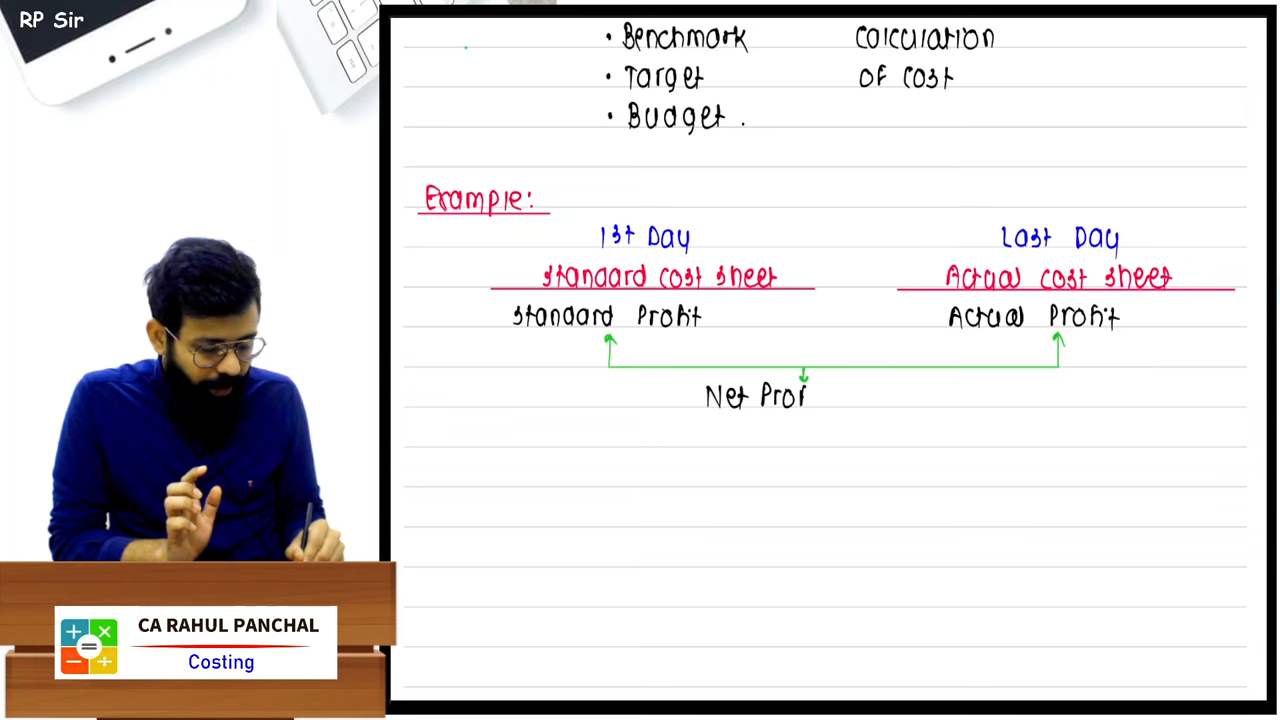 RP Sir
• Benchmark calculation
• Target of cost
• Budget.
Example:
1st Day Last Day
Standard cost sheet Actual cost sheet
Standard Profit Actual Profit
Net Prof
CA RAHUL PANCHAL
Costing